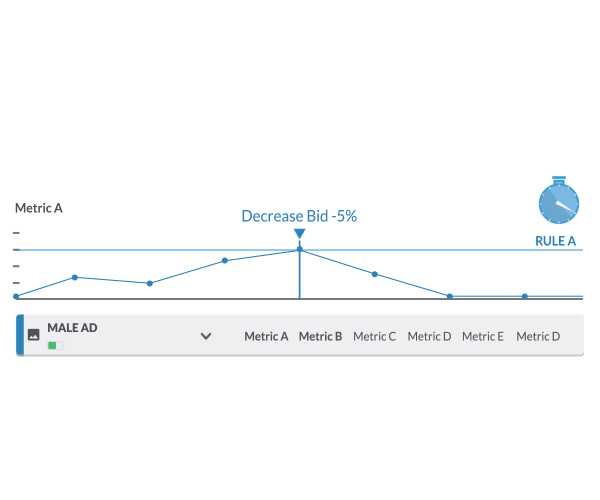 Metric A
Decrease Bid -5%
RULE A
MALE AD
Metric A Metric B Metric C Metric D Metric E Metric D